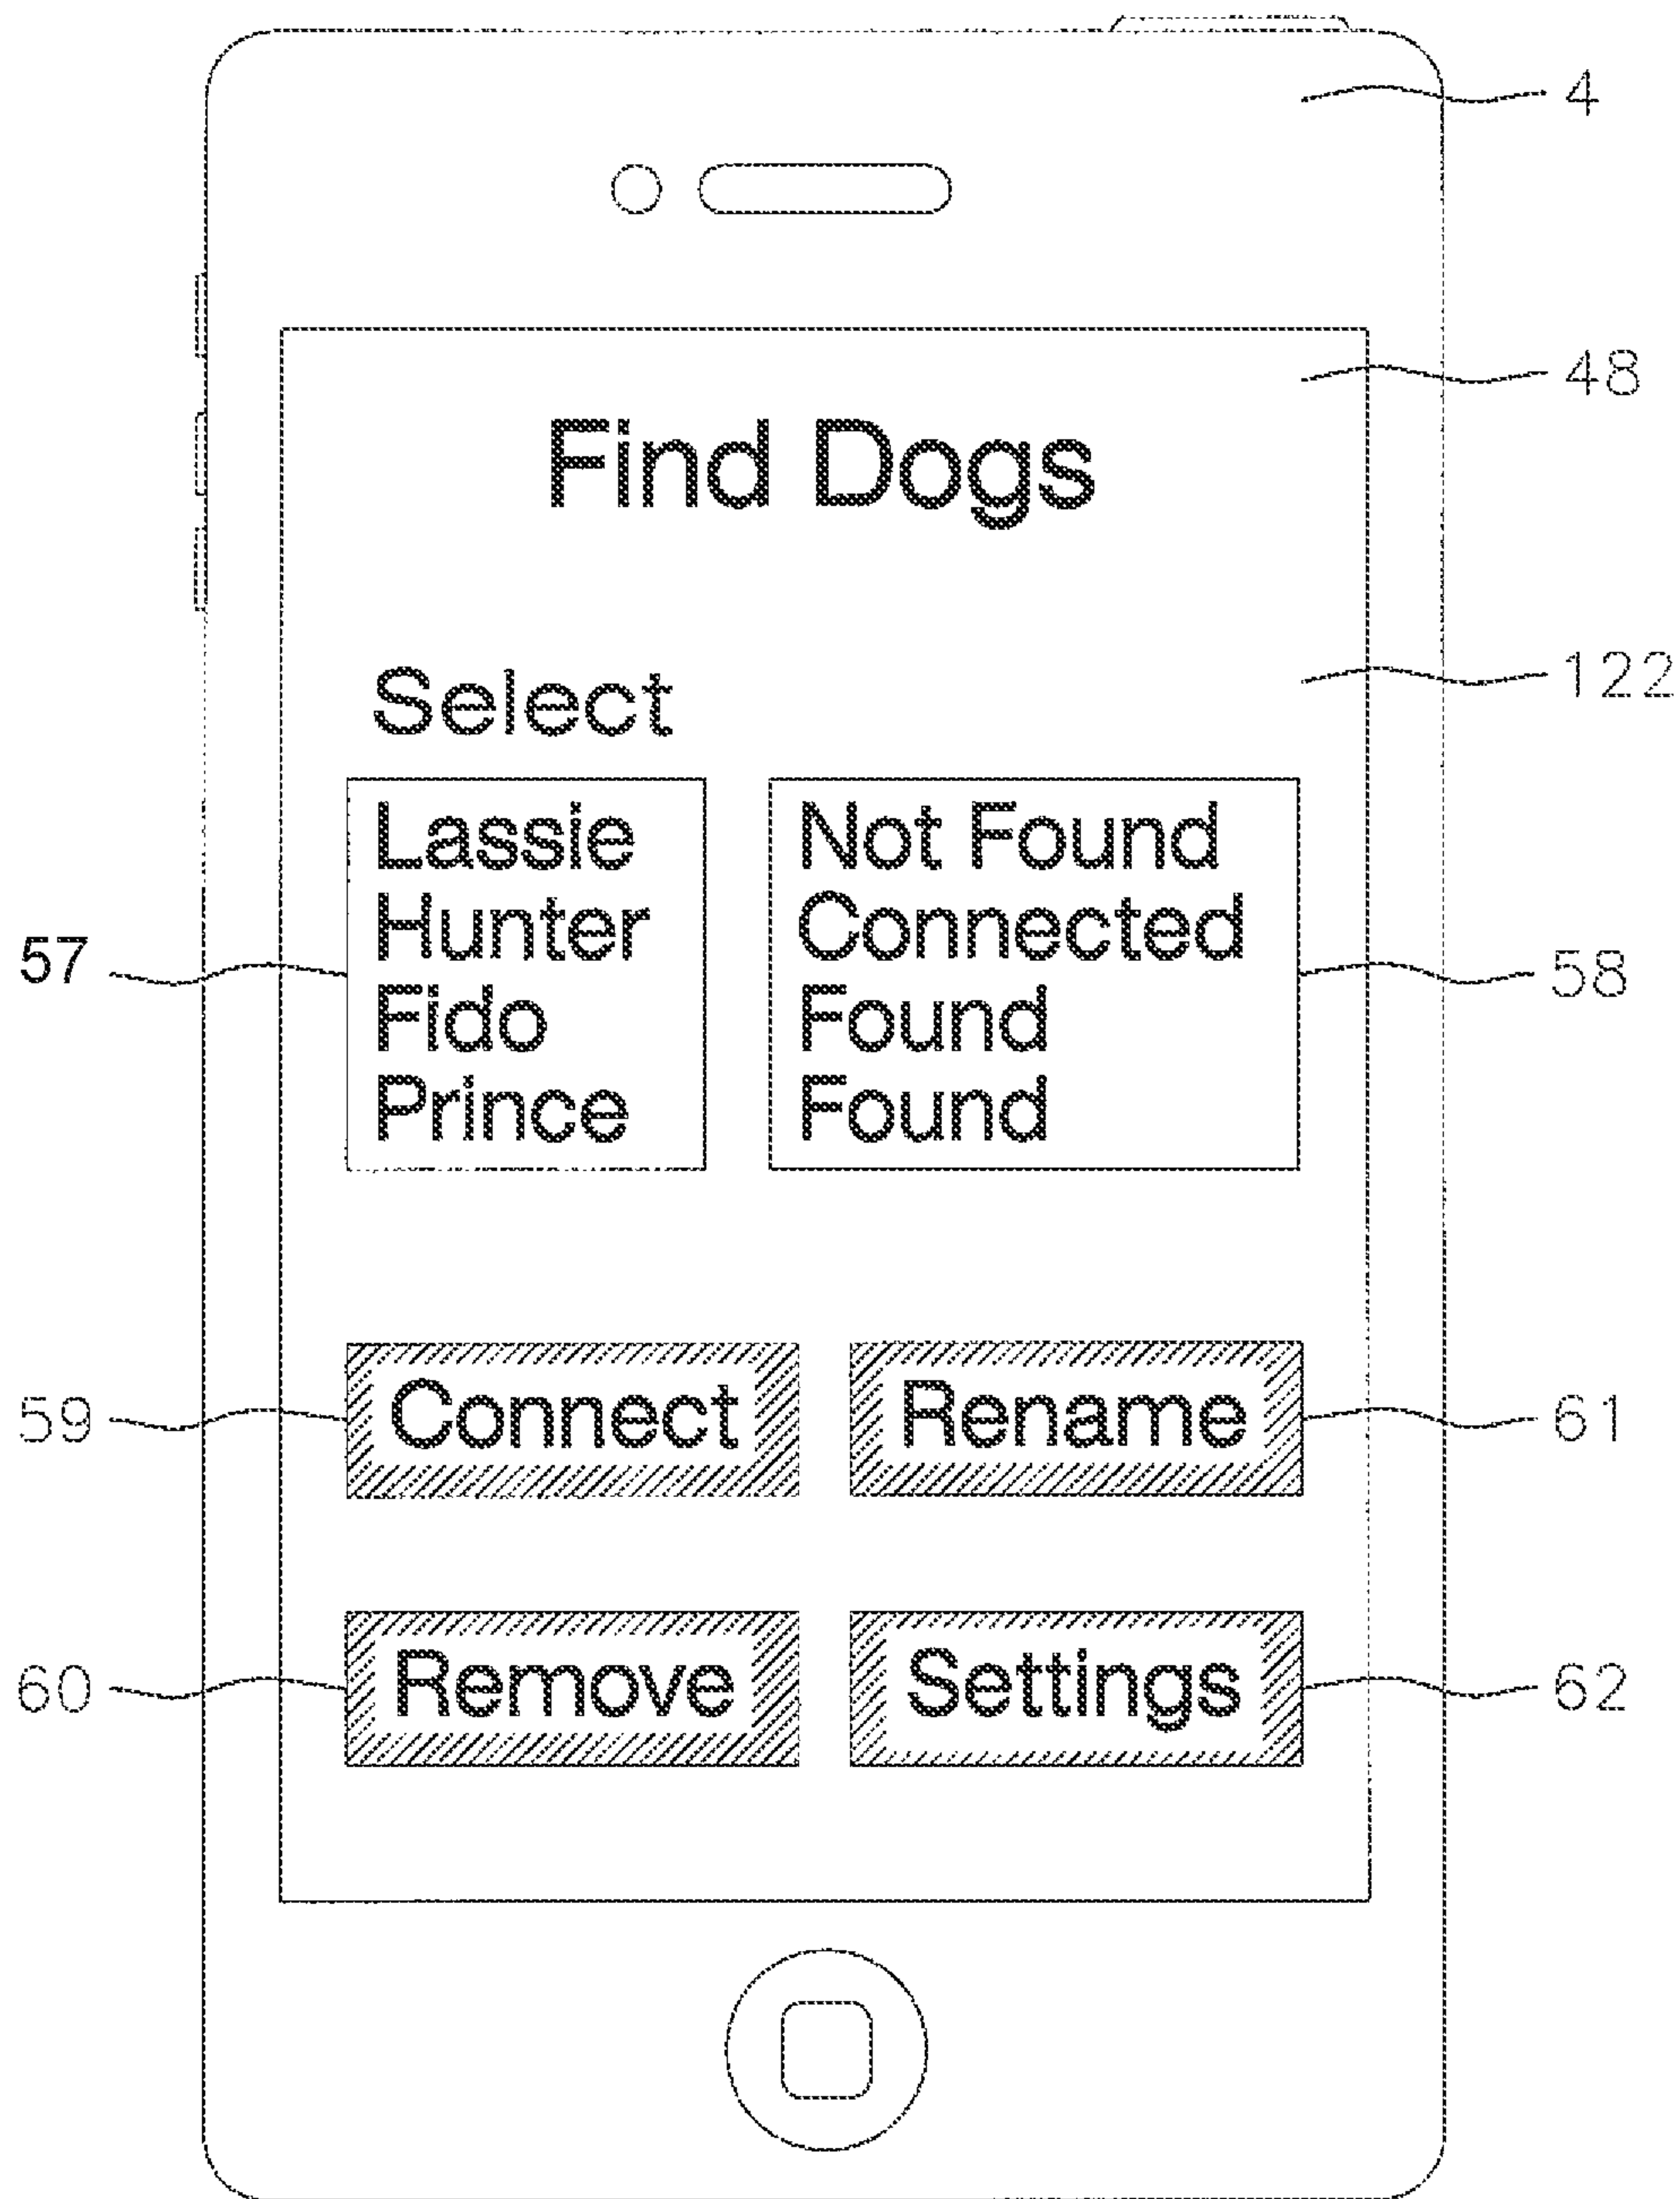 4
48
Find Dogs
122
Select
Lassie Not Found
Hunter Connected
57
58
Fido Found
Prince Found
59 Connect Rename 61
60 Remove Settings 62